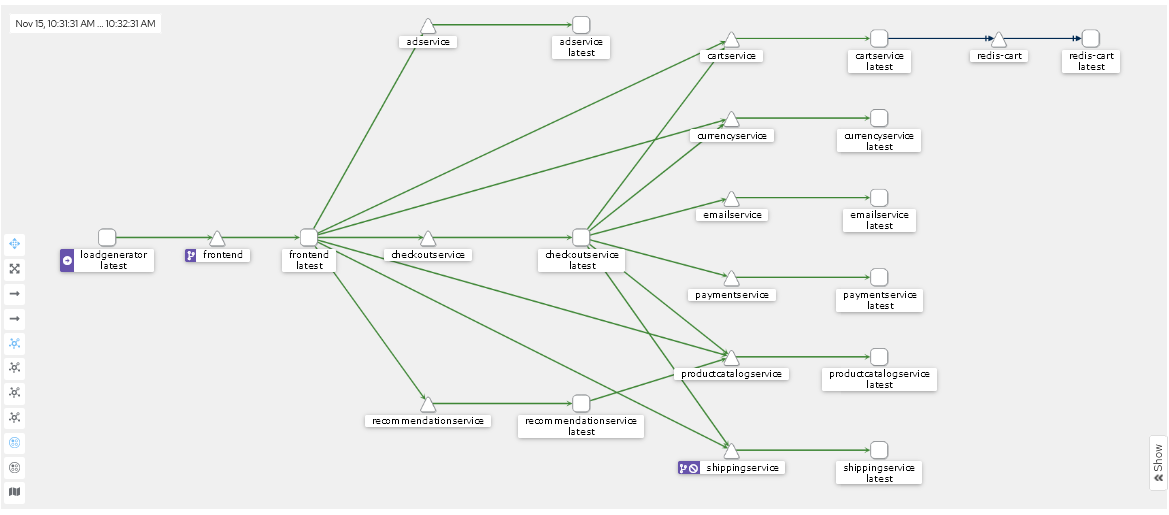 Nov 15, 10:31:31 AM ... 10:32:31 AM
adservice
adservice
latest
cartservice
cartservice
latest
redis-cart
redis-cart
latest
currencyservice
currencyservice
latest
emailservice
emailservice
latest
loadgenerator
latest
frontend
frontend
latest
checkoutservice
checkoutservice
latest
paymentservice
paymentservice
latest
productcatalogservice
productcatalogservice
latest
recommendationservice
recommendationservice
latest
shippingservice
shippingservice
latest
Show